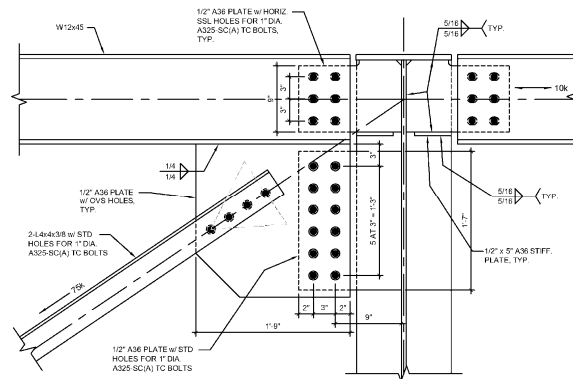 1/2" A36 PLATE w/ HORIZ.
SSL HOLES FOR 1" DIA.
A325-SC(A) TC BOLTS,
TYP.
W12x45
5/16
5/16
TYP.
3"
3"
9"
10k
1/4
1/4
1/2" A36 PLATE
w/ OVS HOLES,
TYP.
3"
5 AT 3" = 1'-3"
1'-7"
5/16
5/16
TYP.
2-L4x4x3/8 w/ STD
HOLES FOR 1" DIA.
A325-SC(A) TC BOLTS
1/2" x 5" A36 STIFF.
PLATE, TYP.
75k
2"
3"
2"
9"
1'-9"
1/2" A36 PLATE w/ STD
HOLES FOR 1" DIA.
A325-SC(A) TC BOLTS